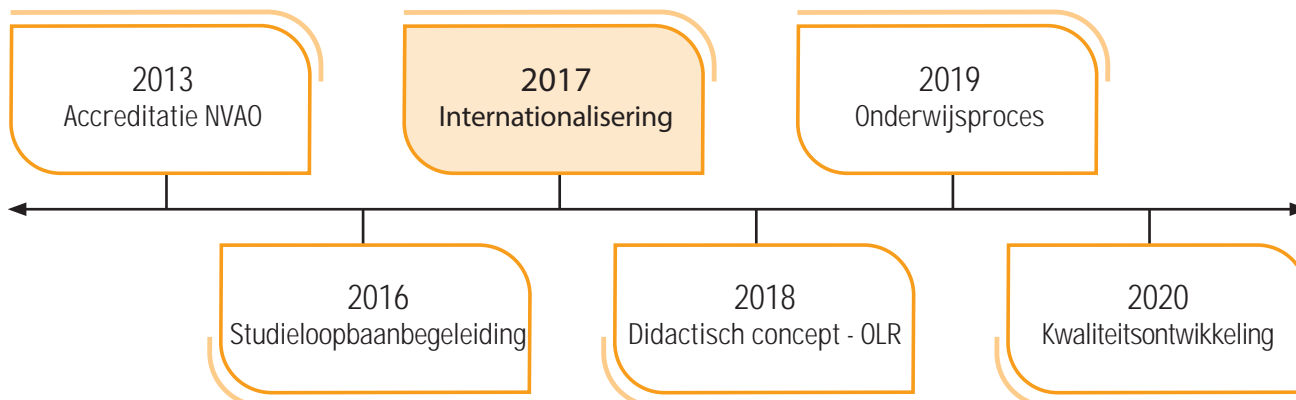 2013
Accreditatie NVAO
2017
Internationalisering
2019
Onderwijsproces
2016
Studieloopbaanbegeleiding
2018
Didactisch concept - OLR
2020
Kwaliteitsontwikkeling